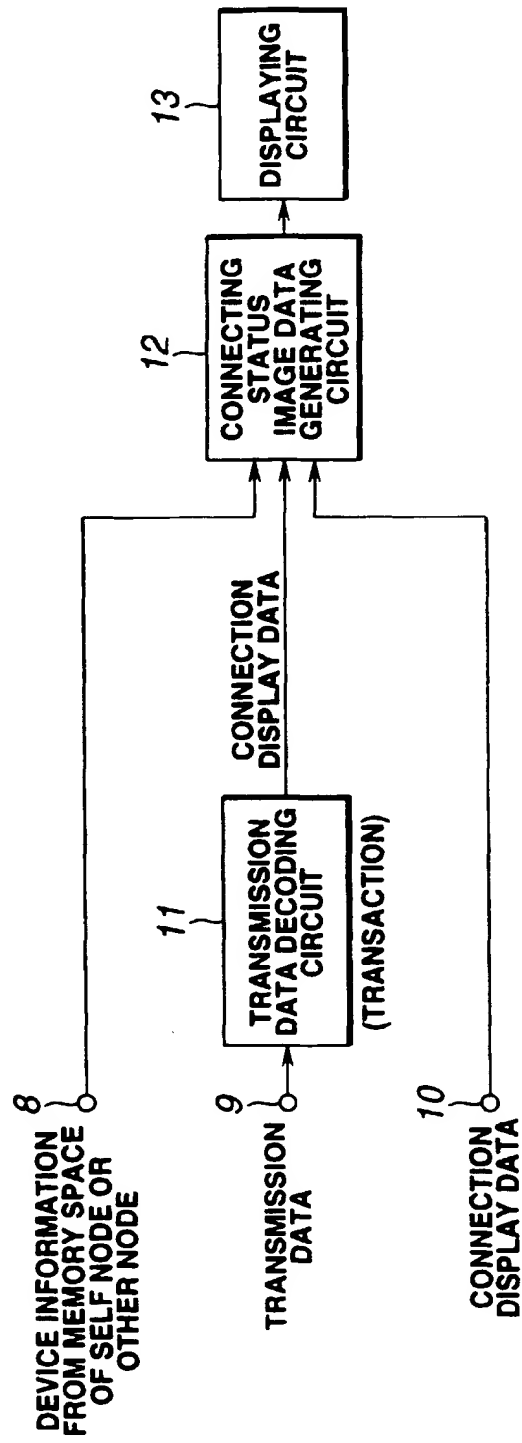 8
DEVICE INFORMATION
FROM MEMORY SPACE
OF SELF NODE OR
OTHER NODE
9
TRANSMISSION
DATA
10
CONNECTION
DISPLAY DATA
11
TRANSMISSION
DATA DECODING
CIRCUIT
(TRANSACTION)
CONNECTION
DISPLAY DATA
12
CONNECTING
STATUS
IMAGE DATA
GENERATING
CIRCUIT
13
DISPLAYING
CIRCUIT